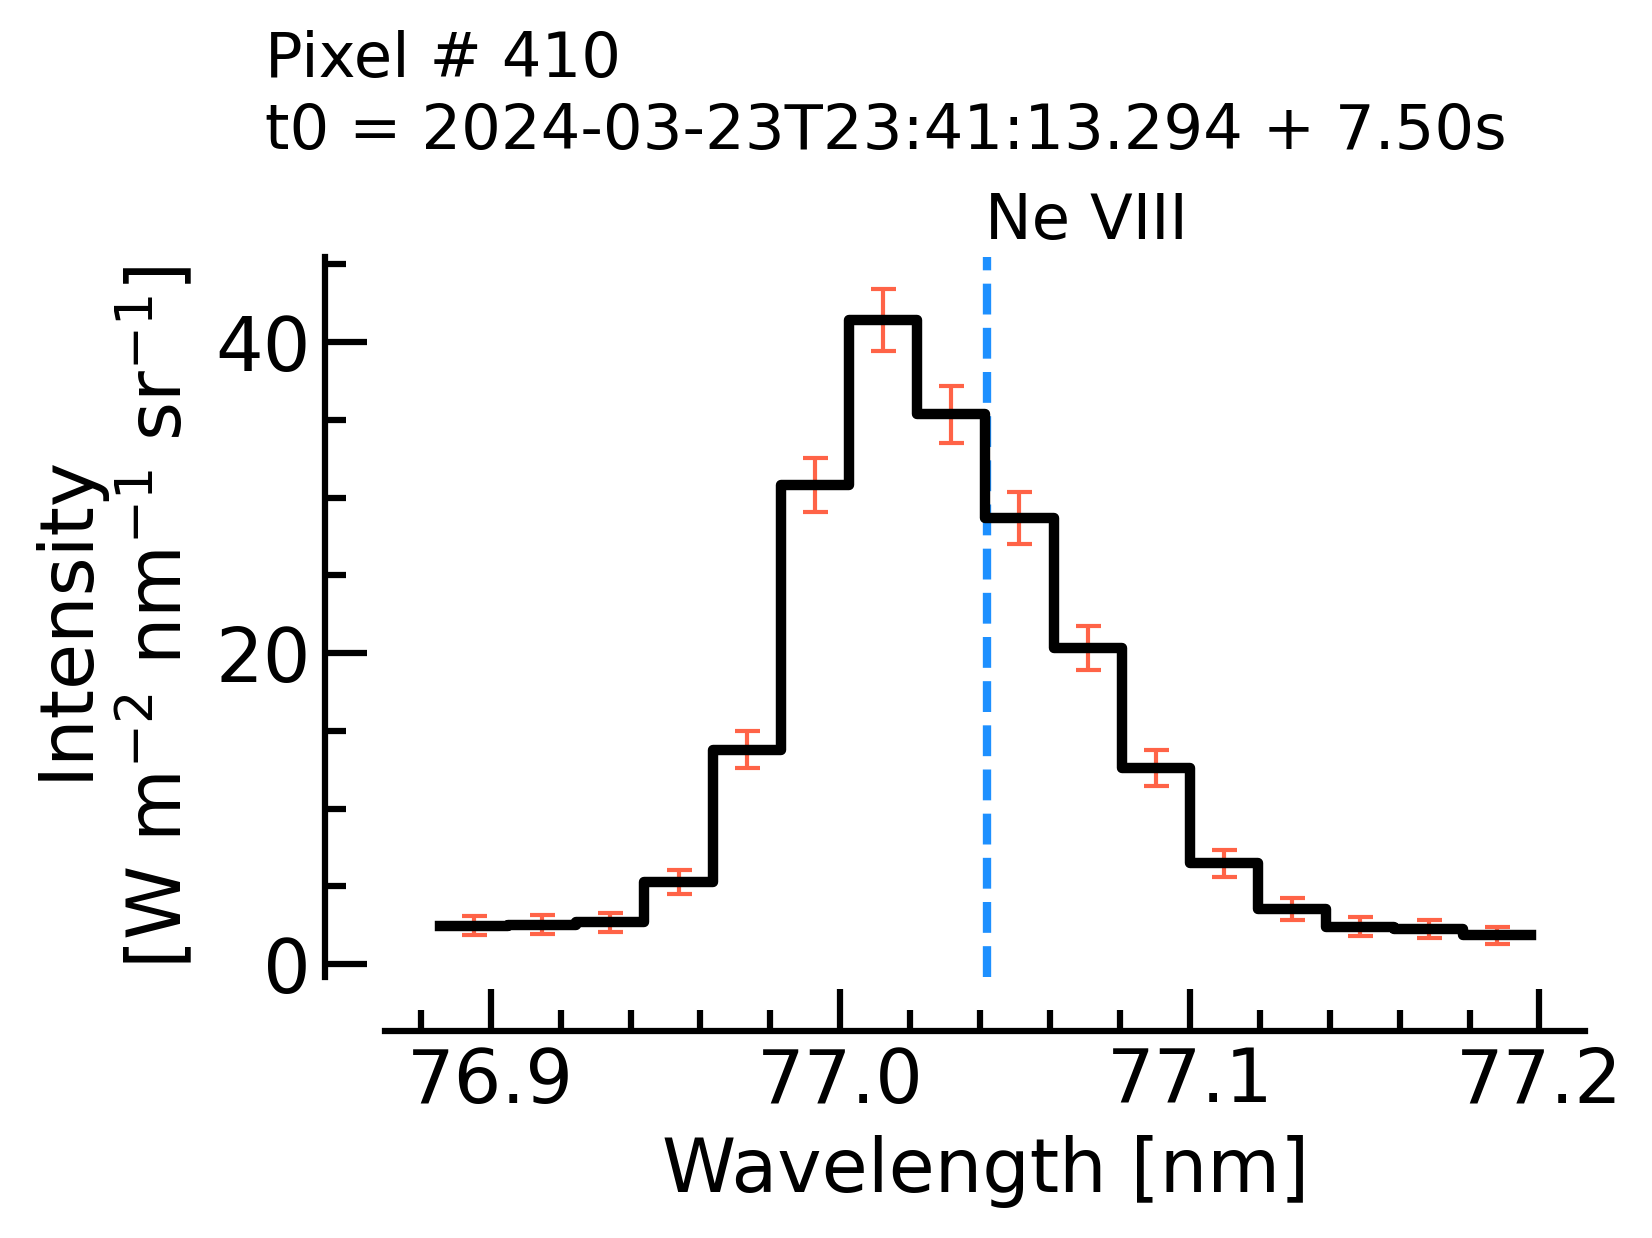 Pixel # 410
t0 = 2024-03-23T23:41:13.294 + 7.50s
Ne VIII
Intensity
[W m⁻² nm⁻¹ sr⁻¹]
40
20
0
76.9 77.0 77.1 77.2
Wavelength [nm]